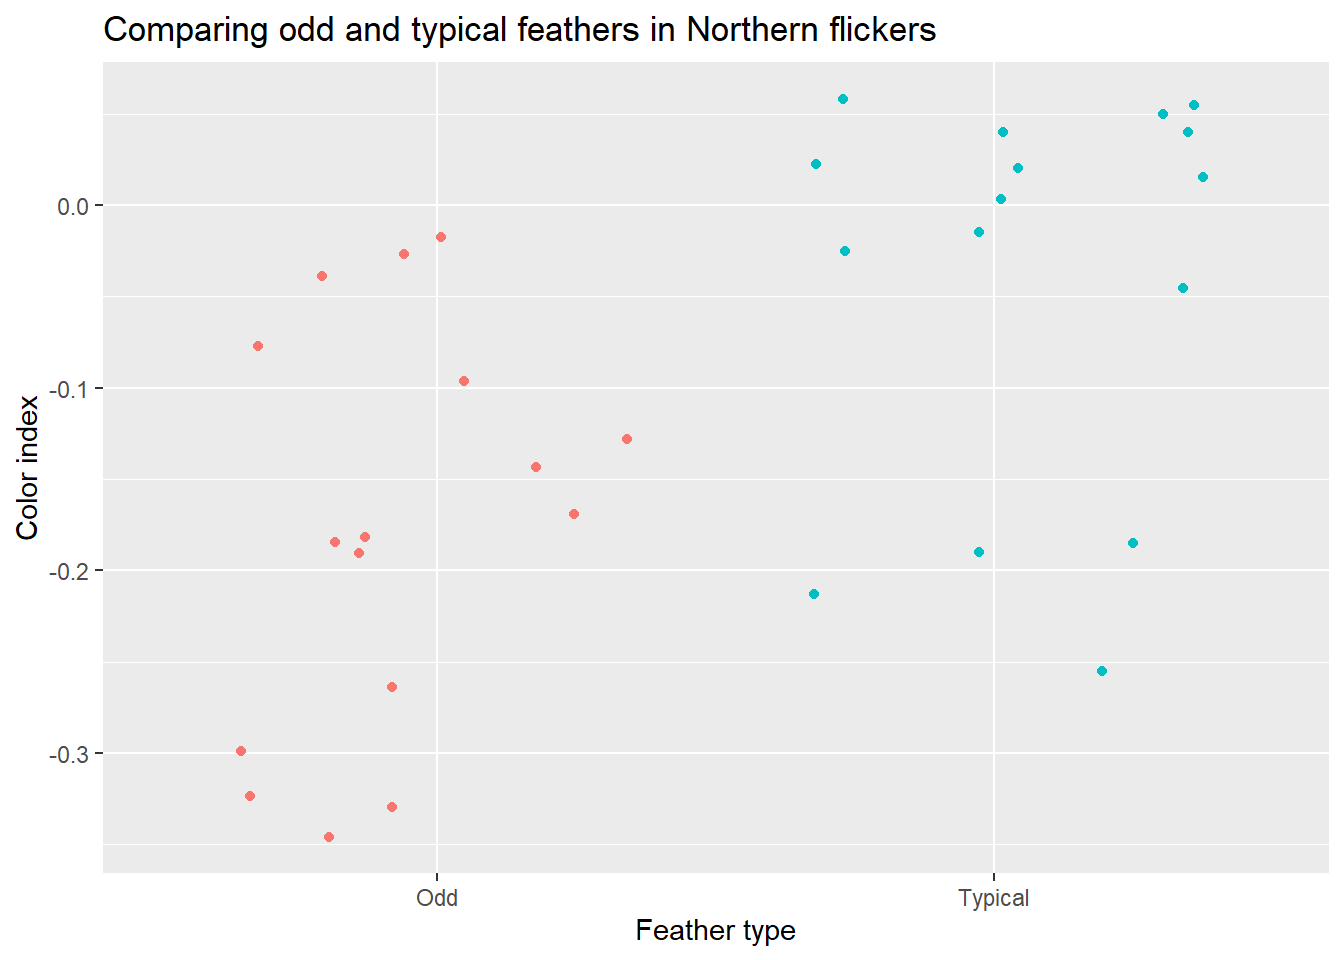 Comparing odd and typical feathers in Northern flickers
Color index
0.0
-0.1
-0.2
-0.3
Odd
Typical
Feather type